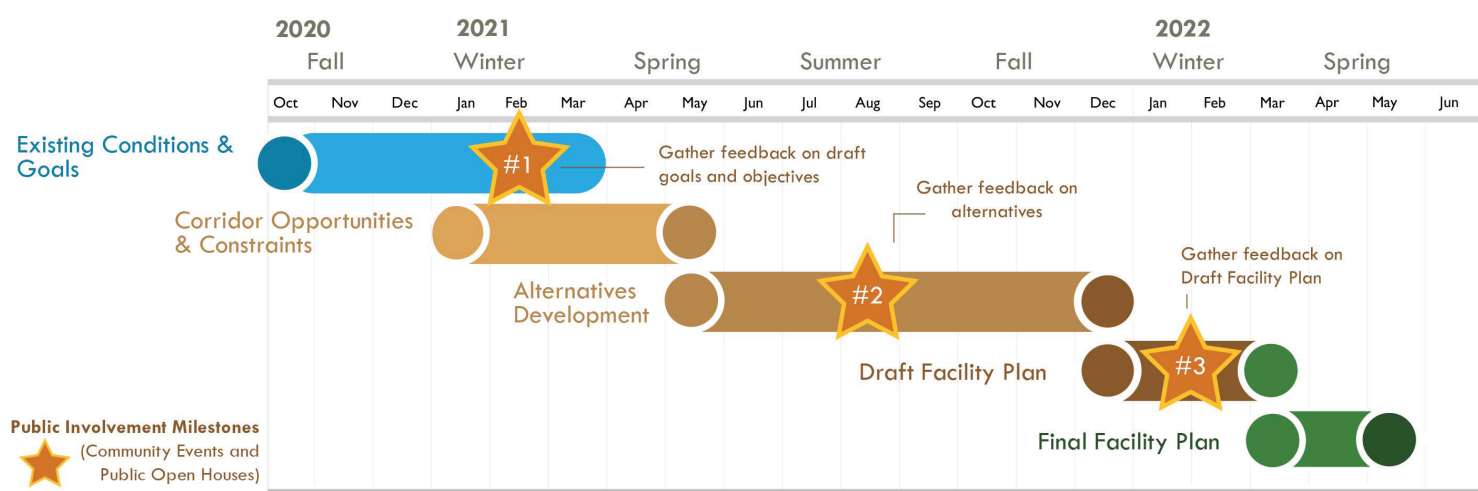 2020
2021
2022
Fall
Winter
Spring
Summer
Fall
Winter
Spring
Oct Nov Dec Jan Feb Mar Apr May Jun Jul Aug Sep Oct Nov Dec Jan Feb Mar Apr May Jun
Existing Conditions &
Goals
#1
Gather feedback on draft
goals and objectives
Corridor Opportunities
& Constraints
Gather feedback on
alternatives
Alternatives
Development
#2
Gather feedback on
Draft Facility Plan
Draft Facility Plan
#3
Final Facility Plan
Public Involvement Milestones
(Community Events and
Public Open Houses)